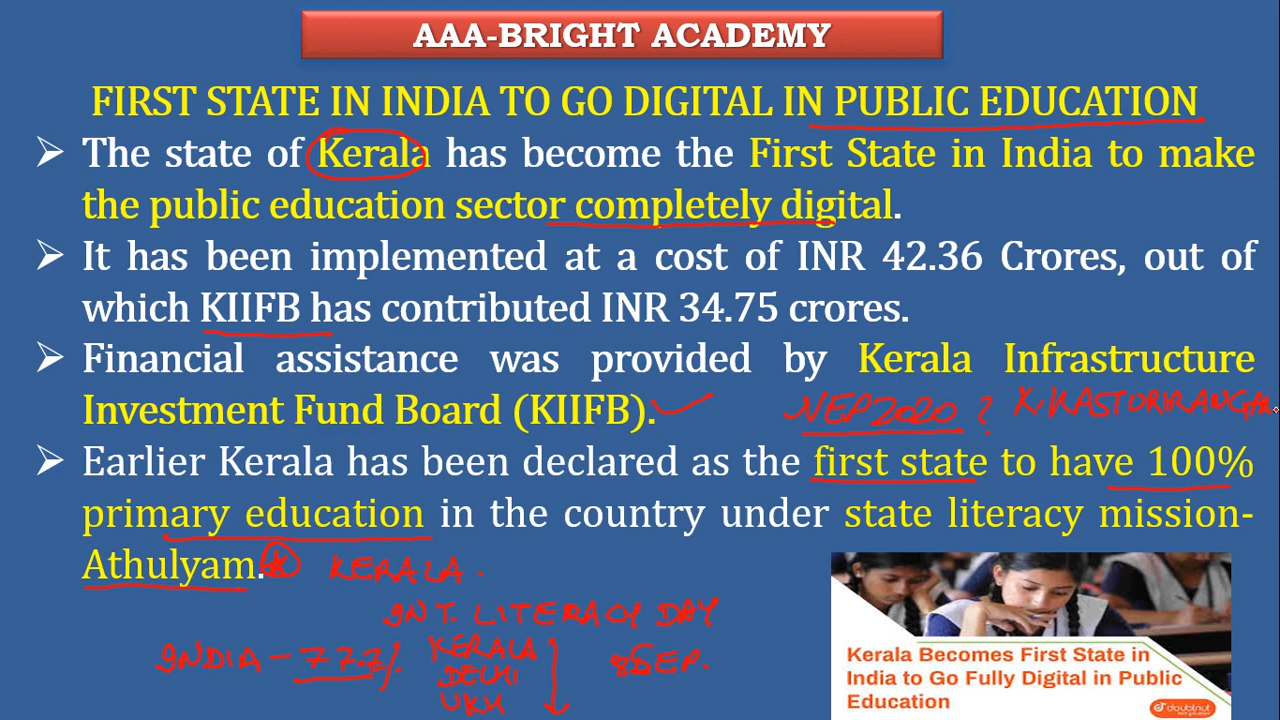 AAA-BRIGHT ACADEMY
FIRST STATE IN INDIA TO GO DIGITAL IN PUBLIC EDUCATION
➢ The state of Kerala has become the First State in India to make
the public education sector completely digital.
➢ It has been implemented at a cost of INR 42.36 Crores, out of
which KIIFB has contributed INR 34.75 crores.
➢ Financial assistance was provided by Kerala Infrastructure
Investment Fund Board (KIIFB).
NEP2020 ? K.KASTORIRANGAN
➢ Earlier Kerala has been declared as the first state to have 100%
primary education in the country under state literacy mission-
Athulyam. KERALA.
INT. LITERACY DAY
INDIA - 77.7%. KERALA 8SEP.
DELHI
UKH
Kerala Becomes First State in
India to Go Fully Digital in Public
Education
doubtnut